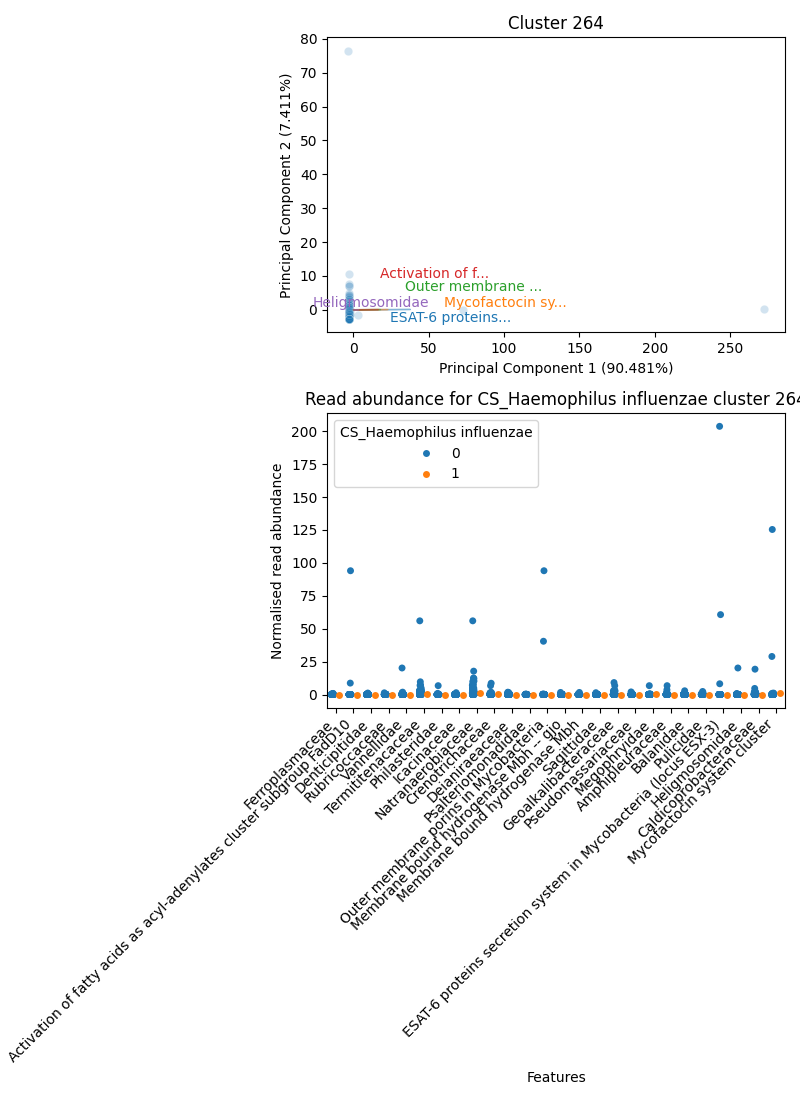 Cluster 264
Principal Component 2 (7.411%)
80
70
60
50
40
30
20
10
0
Activation of f...
Outer membrane ...
Heligmosomidae
Mycofactocin sy...
ESAT-6 proteins...
0
50
100
150
200
250
Principal Component 1 (90.481%)
Read abundance for CS_Haemophilus influenzae cluster 264
Normalised read abundance
200
175
150
125
100
75
50
25
0
CS_Haemophilus influenzae
0
1
Ferroplasmaceae
Activation of fatty acids as acyl-adenylates cluster subgroup FadD10
Denticipitidae
Rubricoccaceae
Vannellidae
Termititenacaceae
Philasteridae
Icacinaceae
Natranaerobiaceae
Crenotrichaceae
Deianiraeaceae
Psalteriomonadidae
Outer membrane porins in Mycobacteria
Membrane bound hydrogenase Mbh -- gjo
Membrane bound hydrogenase Mbh
Sagittidae
Geoalkalibacteraceae
Pseudomassariaceae
Megophryidae
Amphipleuraceae
Balanidae
Pulicidae
ESAT-6 proteins secretion system in Mycobacteria (locus ESX-3)
Heligmosomidae
Caldicoprobacteraceae
Mycofactocin system cluster
Features